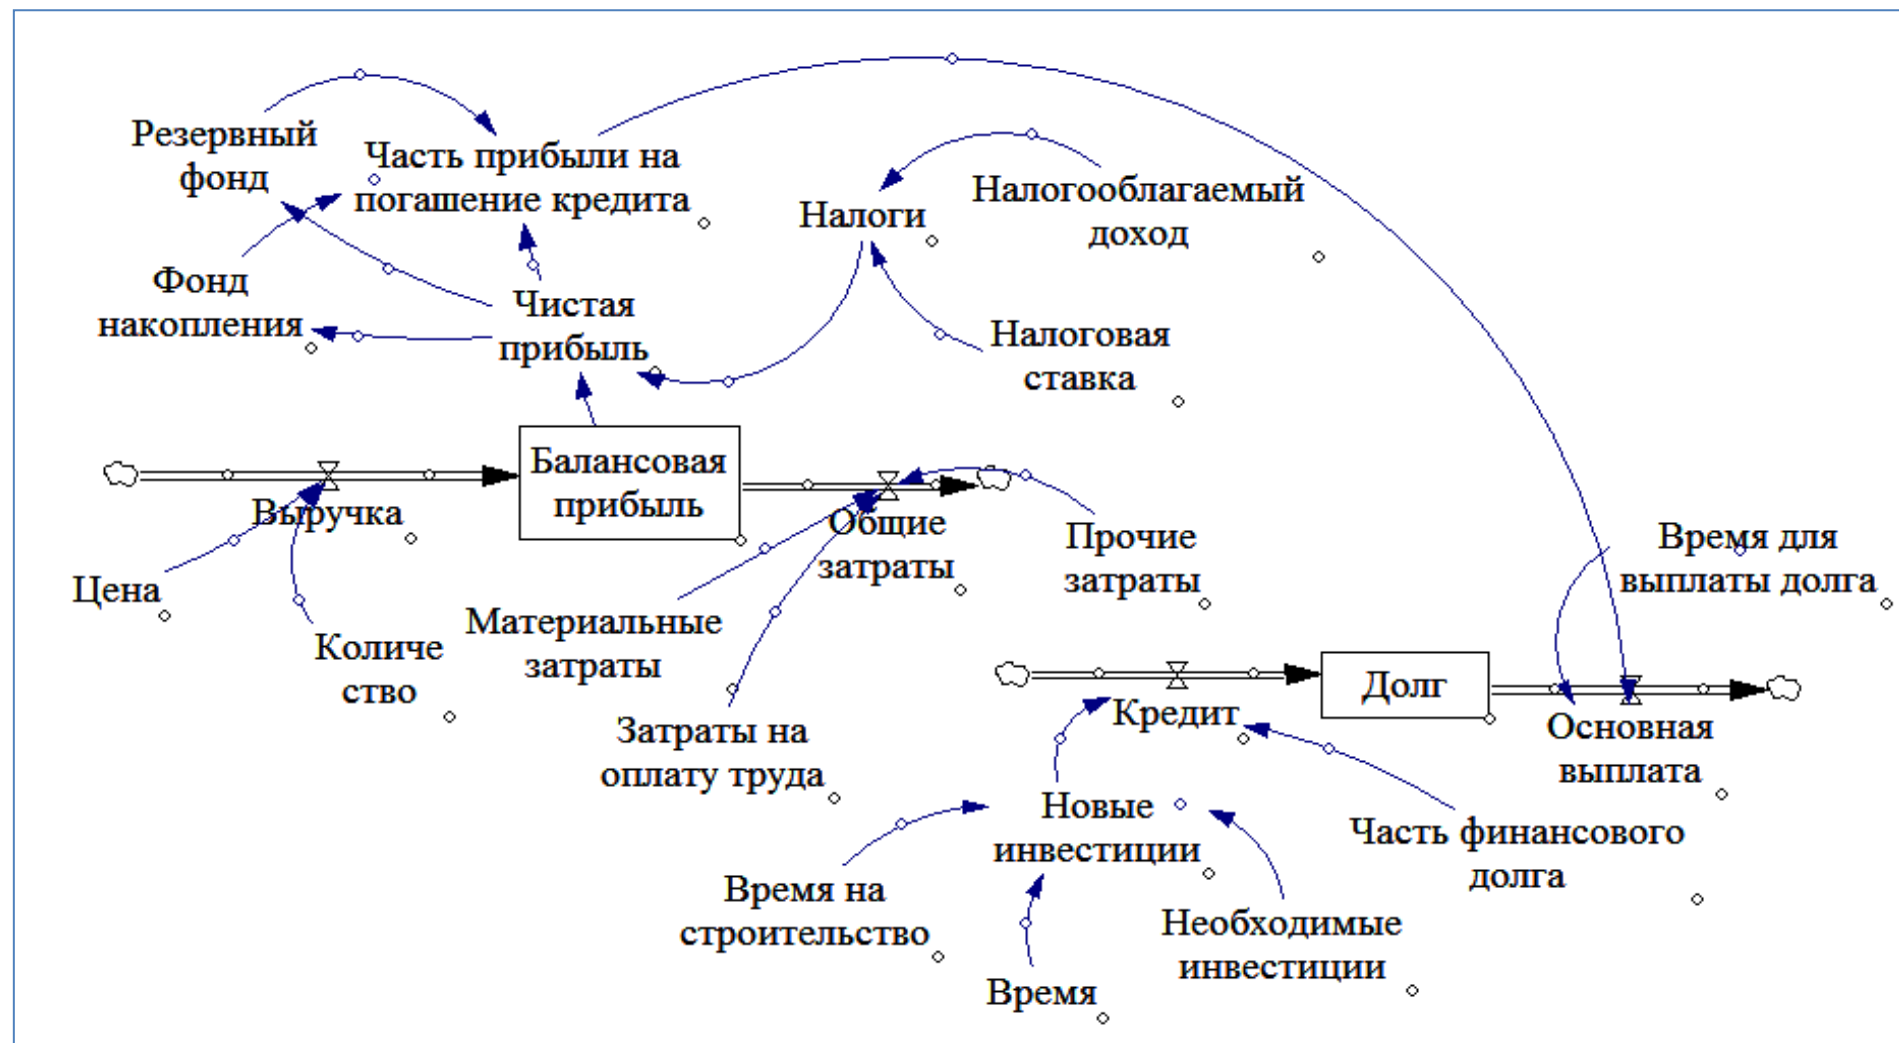 Резервный
фонд
Часть прибыли на
погашение кредита
Налоги
Налогооблагаемый
доход
Фонд
накопления
Чистая
прибыль
Налоговая
ставка
Балансовая
прибыль
Выручка
Общие
затраты
Прочие
затраты
Время для
выплаты долга
Цена
Количе
ство
Материальные
затраты
Долг
Кредит
Основная
выплата
Затраты на
оплату труда
Новые
инвестиции
Часть финансового
долга
Время на
строительство
Необходимые
инвестиции
Время